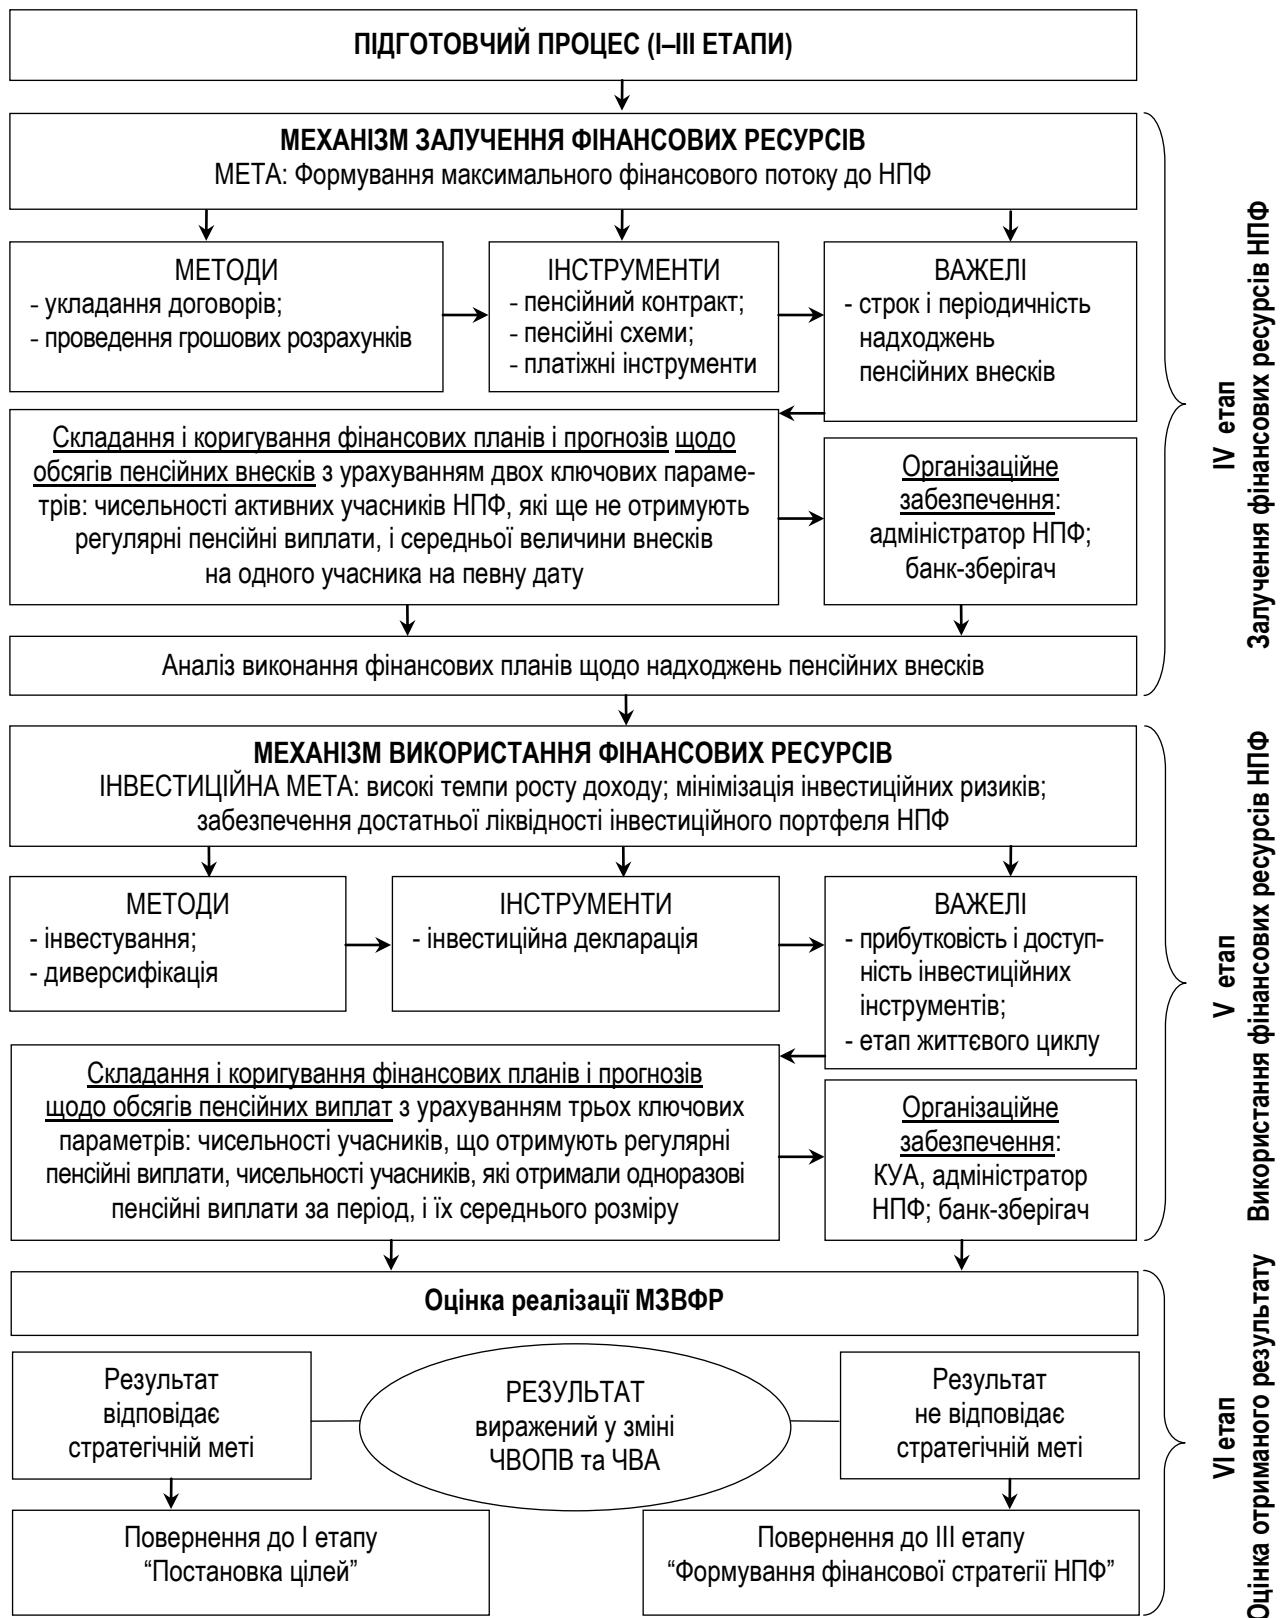 ПІДГОТОВЧИЙ ПРОЦЕС (І–ІІІ ЕТАПИ)
МЕХАНІЗМ ЗАЛУЧЕННЯ ФІНАНСОВИХ РЕСУРСІВ
МЕТА: Формування максимального фінансового потоку до НПФ
МЕТОДИ
- укладання договорів;
- проведення грошових розрахунків
ІНСТРУМЕНТИ
- пенсійний контракт;
- пенсійні схеми;
- платіжні інструменти
ВАЖЕЛІ
- строк і періодичність
надходжень
пенсійних внесків
Складання і коригування фінансових планів і прогнозів щодо
обсягів пенсійних внесків з урахуванням двох ключових параме-
трів: чисельності активних учасників НПФ, які ще не отримують
регулярні пенсійні виплати, і середньої величини внесків
на одного учасника на певну дату
Організаційне
забезпечення:
адміністратор НПФ;
банк-зберігач
Аналіз виконання фінансових планів щодо надходжень пенсійних внесків
IV етап
Залучення фінансових ресурсів НПФ
МЕХАНІЗМ ВИКОРИСТАННЯ ФІНАНСОВИХ РЕСУРСІВ
ІНВЕСТИЦІЙНА МЕТА: високі темпи росту доходу; мінімізація інвестиційних ризиків;
забезпечення достатньої ліквідності інвестиційного портфеля НПФ
МЕТОДИ
- інвестування;
- диверсифікація
ІНСТРУМЕНТИ
- інвестиційна декларація
ВАЖЕЛІ
- прибутковість і доступ-
ність інвестиційних
інструментів;
- етап життєвого циклу
Складання і коригування фінансових планів і прогнозів
щодо обсягів пенсійних виплат з урахуванням трьох ключових
параметрів: чисельності учасників, що отримують регулярні
пенсійні виплати, чисельності учасників, які отримали одноразові
пенсійні виплати за період, і їх середнього розміру
Організаційне
забезпечення:
КУА, адміністратор
НПФ; банк-зберігач
V етап
Використання фінансових ресурсів НПФ
Оцінка реалізації МЗВФР
Результат
відповідає
стратегічній меті
РЕЗУЛЬТАТ
виражений у зміні
ЧВОПВ та ЧВА
Результат
не відповідає
стратегічній меті
Повернення до І етапу
“Постановка цілей”
Повернення до ІІІ етапу
“Формування фінансової стратегії НПФ”
VI етап
Оцінка отриманого результату